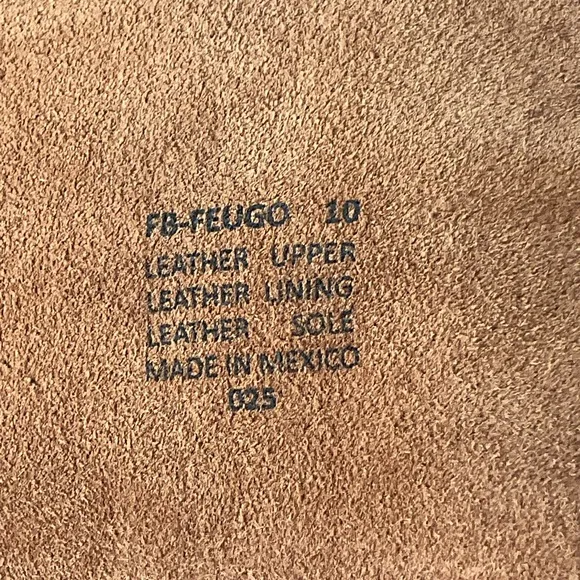 FB-FEUGO 10
LEATHER UPPER
LEATHER LINING
LEATHER SOLE
MADE IN MEXICO
025